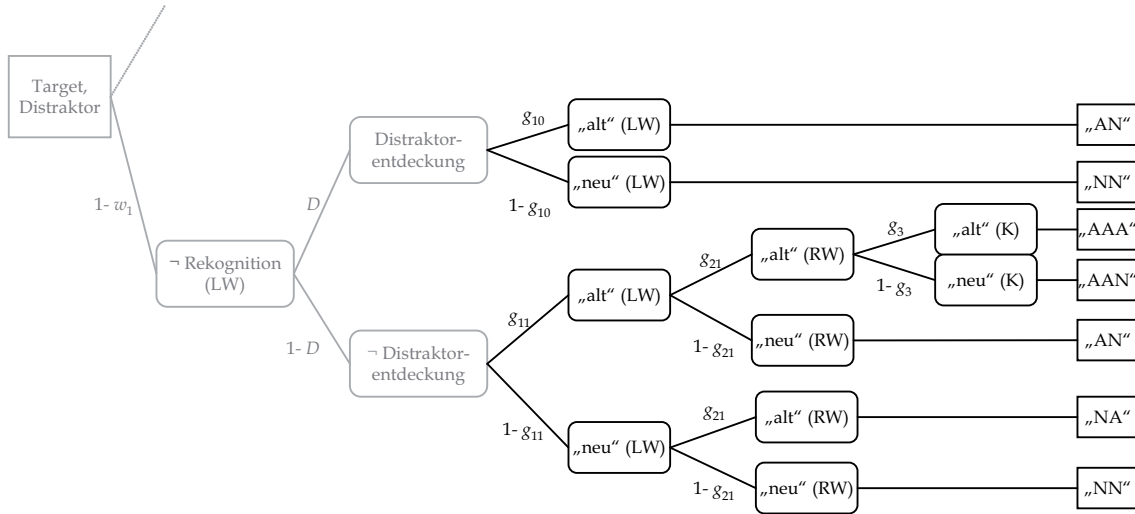 Target,
Distraktor
1- w1
¬ Rekognition
(LW)
D
1- D
Distraktor-
entdeckung
¬ Distraktor-
entdeckung
g10
1- g10
g11
1- g11
„alt“ (LW)
„neu“ (LW)
„alt“ (LW)
„neu“ (LW)
g21
1- g21
g21
1- g21
„alt“ (RW)
„neu“ (RW)
„alt“ (RW)
„neu“ (RW)
g3
1- g3
„alt“ (K)
„neu“ (K)
„AN“
„NN“
„AAA“
„AAN“
„AN“
„NA“
„NN“